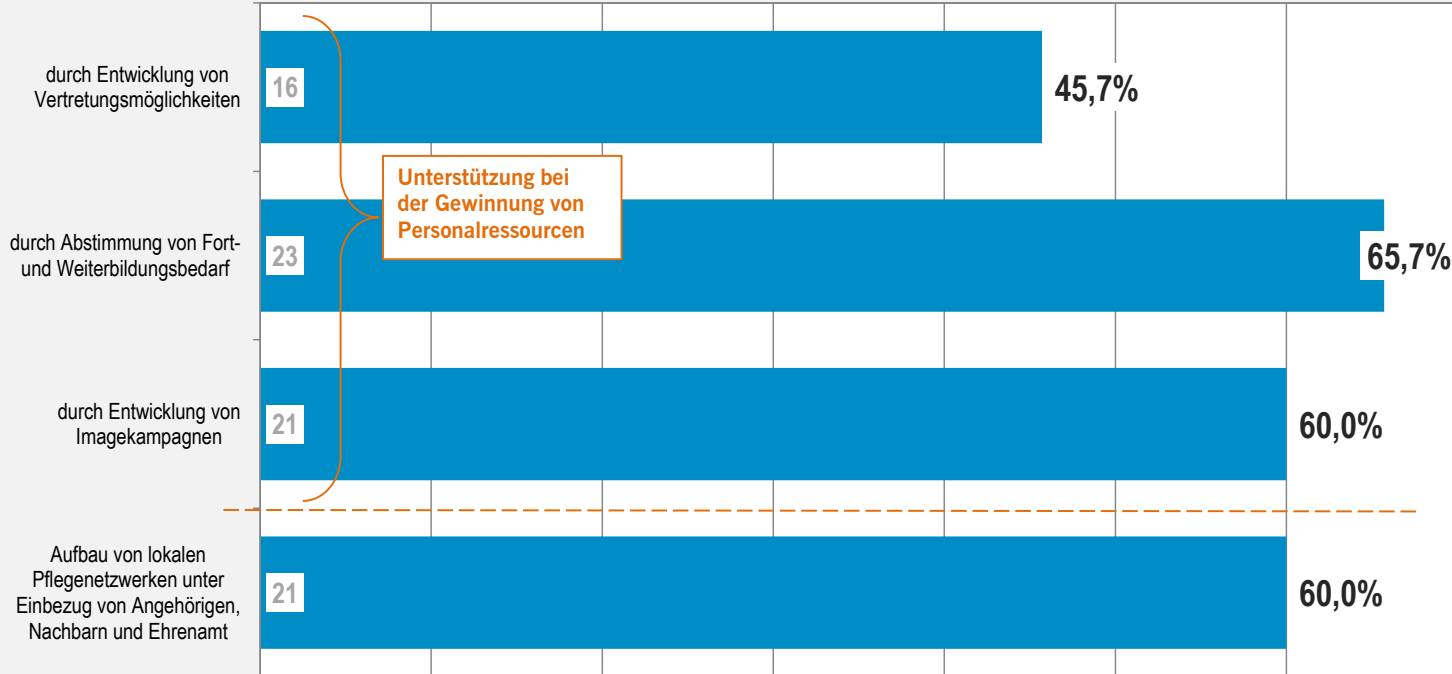 durch Entwicklung von
Vertretungsmöglichkeiten
16
45,7%
Unterstützung bei
der Gewinnung von
Personalressourcen
durch Abstimmung von Fort-
und Weiterbildungsbedarf
23
65,7%
durch Entwicklung von
Imagekampagnen
21
60,0%
Aufbau von lokalen
Pflegenetzwerken unter
Einbezug von Angehörigen,
Nachbarn und Ehrenamt
21
60,0%